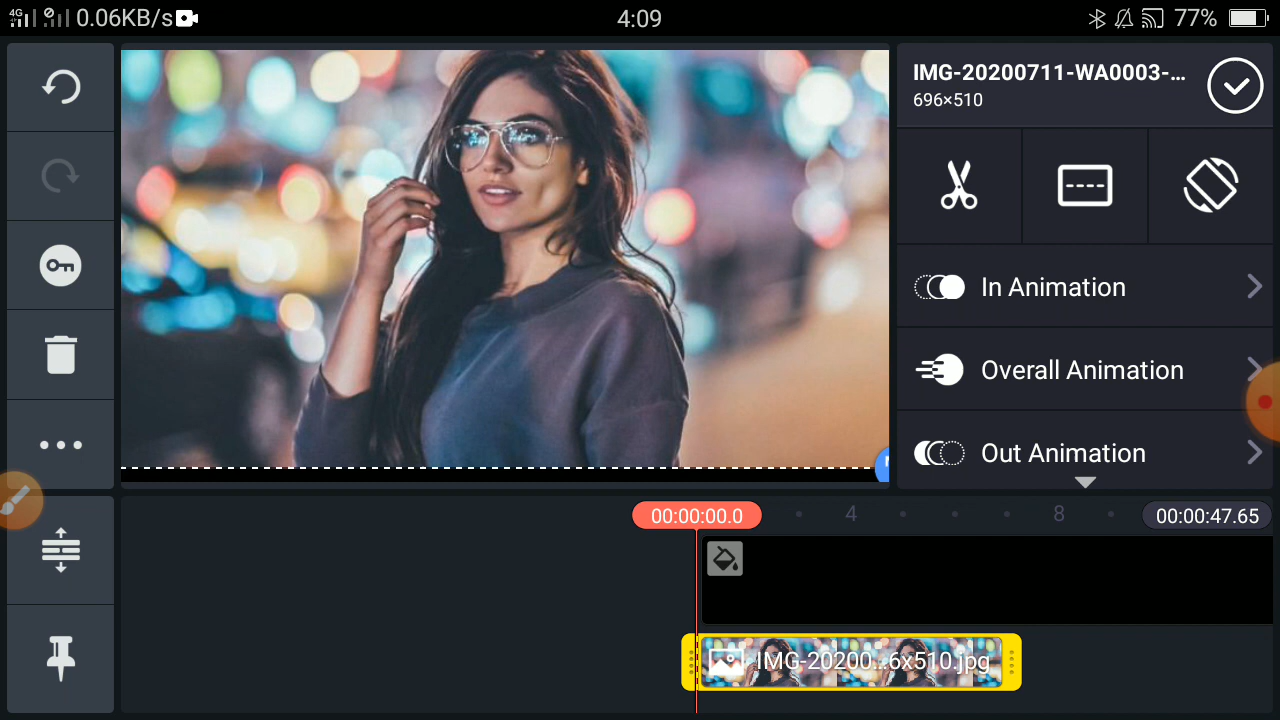 4G 0.06KB/s 4:09 77%
IMG-20200711-WA0003-...
696×510
In Animation
Overall Animation
Out Animation
00:00:00.0 4 8 00:00:47.65
IMG-20200...6x510.jpg